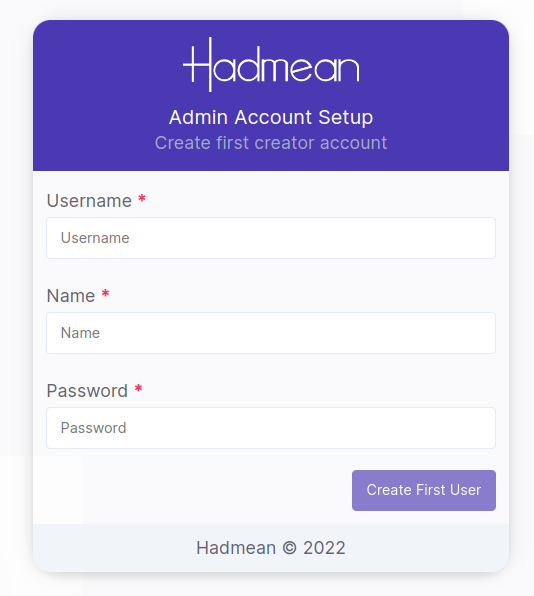 Hadmean
Admin Account Setup
Create first creator account
Username *
Username
Name *
Name
Password *
Password
Create First User
Hadmean © 2022